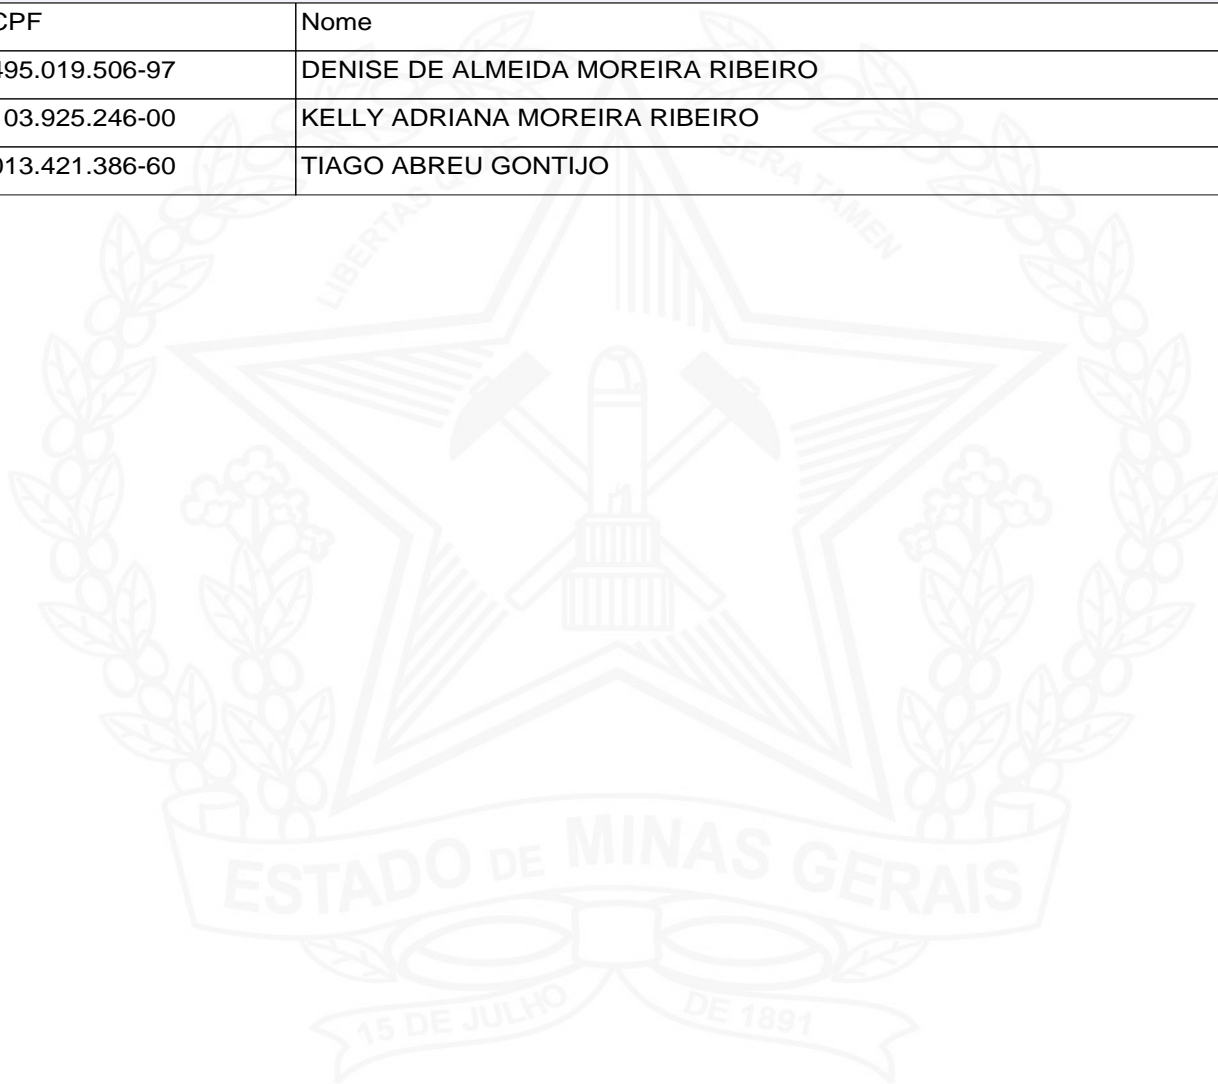 CPF Nome
495.019.506-97 DENISE DE ALMEIDA MOREIRA RIBEIRO
03.925.246-00 KELLY ADRIANA MOREIRA RIBEIRO
013.421.386-60 TIAGO ABREU GONTIJO
LIBERTAS QUÆ SERA TAMEN
ESTADO DE MINAS GERAIS
15 DE JULHO DE 1891